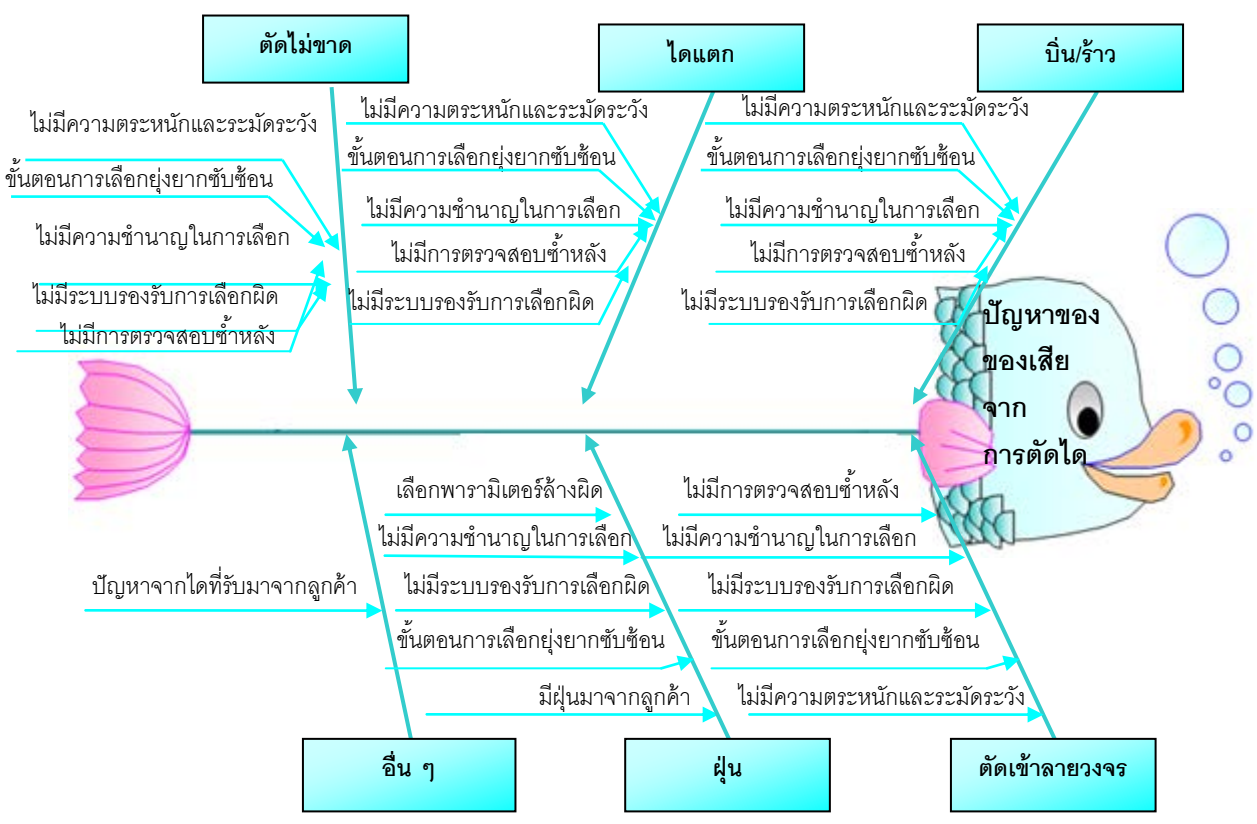 ตัดไม่ขาด
ไดแตก
บิ่น/ร้าว
ไม่มีความตระหนักและระมัดระวัง
ขั้นตอนการเลือกยุ่งยากซับซ้อน
ไม่มีความชำนาญในการเลือก
ไม่มีระบบรองรับการเลือกผิด
ไม่มีการตรวจสอบซ้ำหลัง
ไม่มีความตระหนักและระมัดระวัง
ขั้นตอนการเลือกยุ่งยากซับซ้อน
ไม่มีความชำนาญในการเลือก
ไม่มีการตรวจสอบซ้ำหลัง
ไม่มีระบบรองรับการเลือกผิด
ไม่มีความตระหนักและระมัดระวัง
ขั้นตอนการเลือกยุ่งยากซับซ้อน
ไม่มีความชำนาญในการเลือก
ไม่มีการตรวจสอบซ้ำหลัง
ไม่มีระบบรองรับการเลือกผิด
ปัญหาของ
ของเสีย
จาก
การตัดได
ปัญหาจากไดที่รับมาจากลูกค้า
เลือกพารามิเตอร์ล้างผิด
ไม่มีความชำนาญในการเลือก
ไม่มีระบบรองรับการเลือกผิด
ขั้นตอนการเลือกยุ่งยากซับซ้อน
มีฝุ่นมาจากลูกค้า
ไม่มีการตรวจสอบซ้ำหลัง
ไม่มีความชำนาญในการเลือก
ไม่มีระบบรองรับการเลือกผิด
ขั้นตอนการเลือกยุ่งยากซับซ้อน
ไม่มีความตระหนักและระมัดระวัง
อื่น ๆ
ฝุ่น
ตัดเข้าลายวงจร